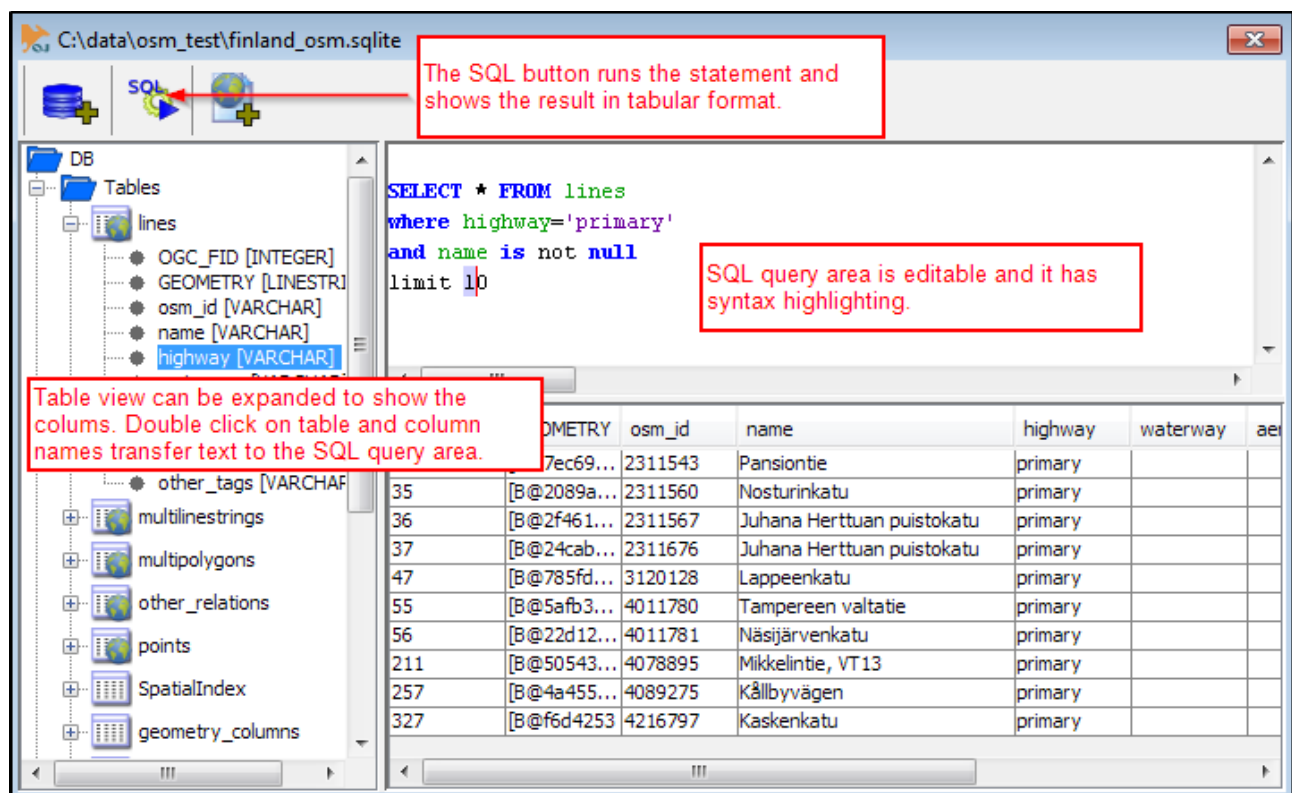 C:\data\osm_test\finland_osm.sqlite
The SQL button runs the statement and
shows the result in tabular format.
SQL
DB
Tables
lines
OGC_FID [INTEGER]
GEOMETRY [LINESTRI
osm_id [VARCHAR]
name [VARCHAR]
highway [VARCHAR]
Table view can be expanded to show the
colums. Double click on table and column
names transfer text to the SQL query area.
other_tags [VARCHAR
multilinestrings
multipolygons
other_relations
points
SpatialIndex
geometry_columns
SELECT * FROM lines
where highway='primary'
and name is not null
limit 10
SQL query area is editable and it has
syntax highlighting.
OMETRY osm_id name highway waterway aer
7ec69... 2311543 Pansiontie primary
35 [B@2089a... 2311560 Nosturinkatu primary
36 [B@2f461... 2311567 Juhana Herttuan puistokatu primary
37 [B@24cab... 2311676 Juhana Herttuan puistokatu primary
47 [B@785fd... 3120128 Lappeenkatu primary
55 [B@5afb3... 4011780 Tampereen valtatie primary
56 [B@22d12... 4011781 Näsijärvenkatu primary
211 [B@50543... 4078895 Mikkelintie, VT13 primary
257 [B@4a455... 4089275 Kållbyvägen primary
327 [B@f6d4253 4216797 Kaskenkatu primary